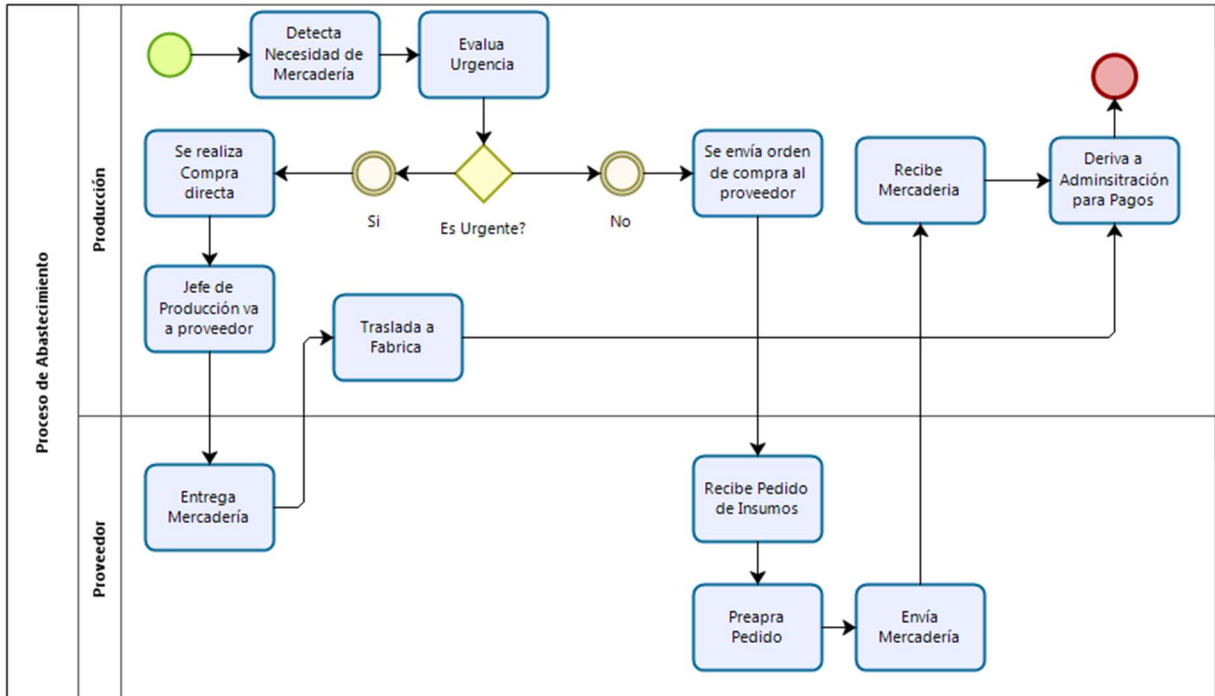 Proceso de Abastecimiento
Producción
Detecta
Necesidad de
Mercadería
Evalua
Urgencia
Se realiza
Compra
directa
Si
Es Urgente?
No
Se envía orden
de compra al
proveedor
Recibe
Mercaderia
Deriva a
Adminsitración
para Pagos
Jefe de
Producción va
a proveedor
Traslada a
Fabrica
Proveedor
Entrega
Mercadería
Recibe Pedido
de Insumos
Preapra
Pedido
Envía
Mercadería